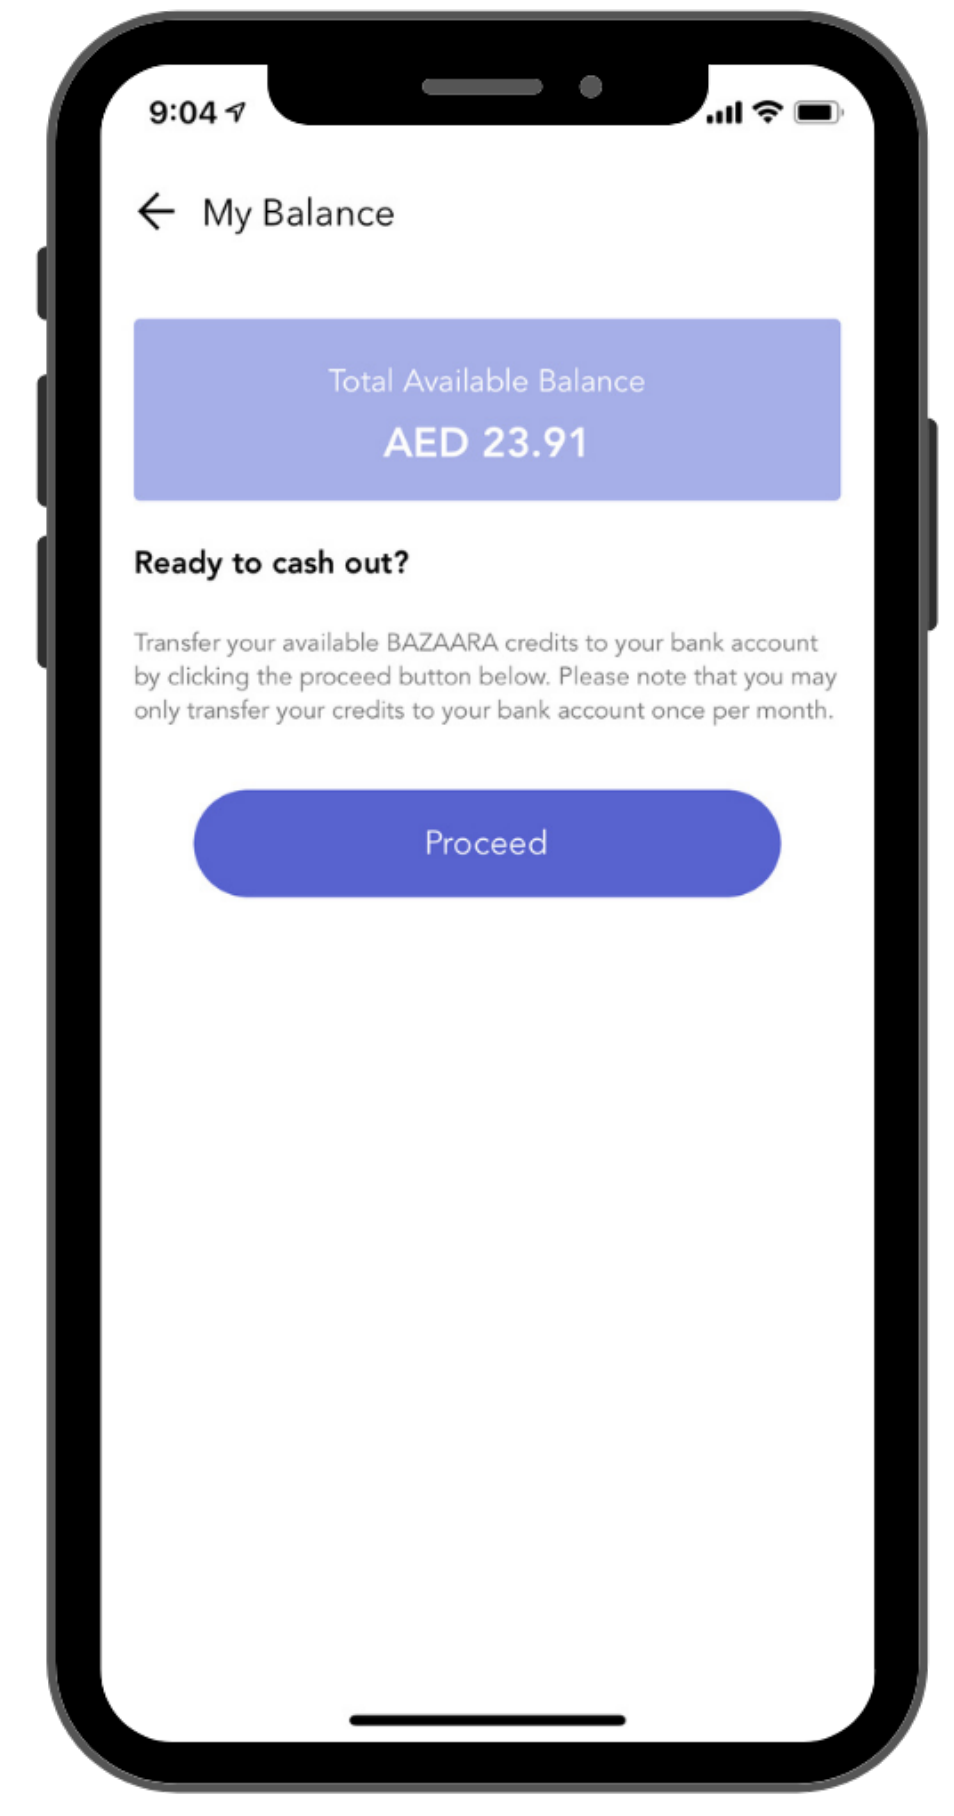 9:04
My Balance
Total Available Balance
AED 23.91
Ready to cash out?
Transfer your available BAZAARA credits to your bank account
by clicking the proceed button below. Please note that you may
only transfer your credits to your bank account once per month.
Proceed